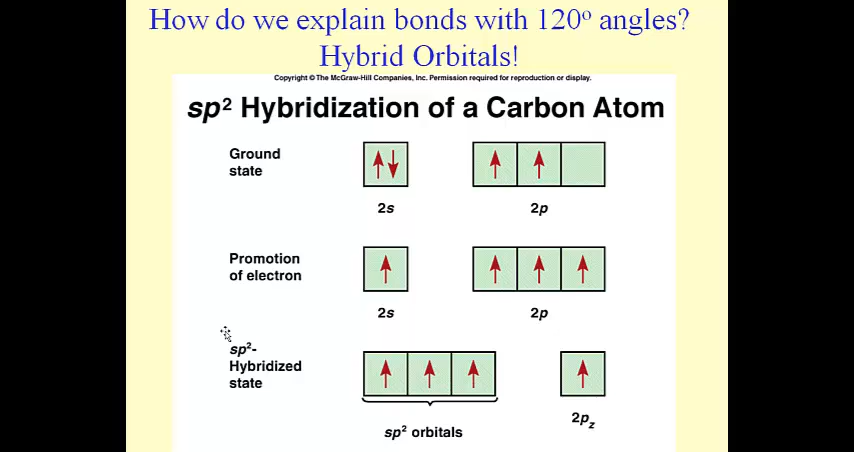 How do we explain bonds with 120º angles?
Hybrid Orbitals!
Copyright © The McGraw-Hill Companies, Inc. Permission required for reproduction or display.
sp² Hybridization of a Carbon Atom
Ground
state
2s
2p
Promotion
of electron
2s
2p
sp²-
Hybridized
state
sp² orbitals
2pz